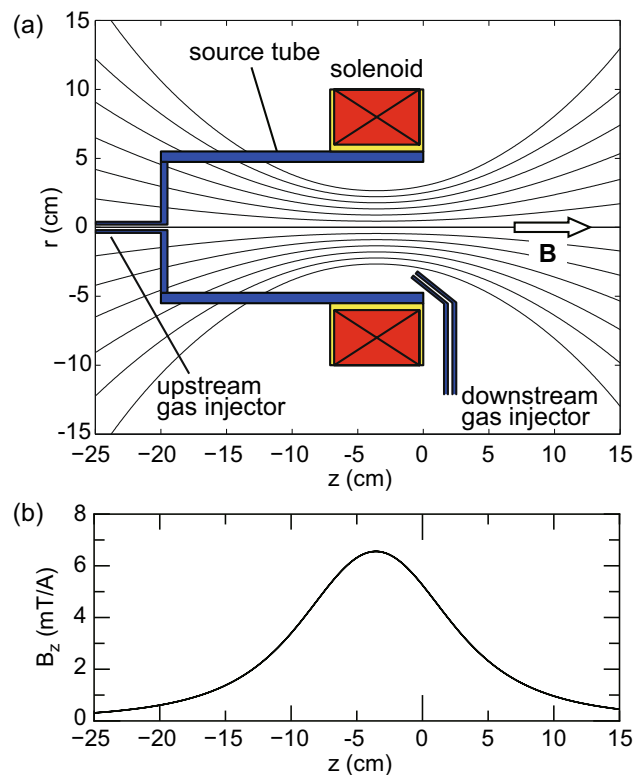 (a)
source tube
solenoid
B
upstream
gas injector
downstream
gas injector
r (cm)
15
10
5
0
-5
-10
-15
−25 −20 −15 −10 −5 0 5 10 15
z (cm)
(b)
B_z (mT/A)
8
6
4
2
0
-25 -20 -15 -10 -5 0 5 10 15
z (cm)